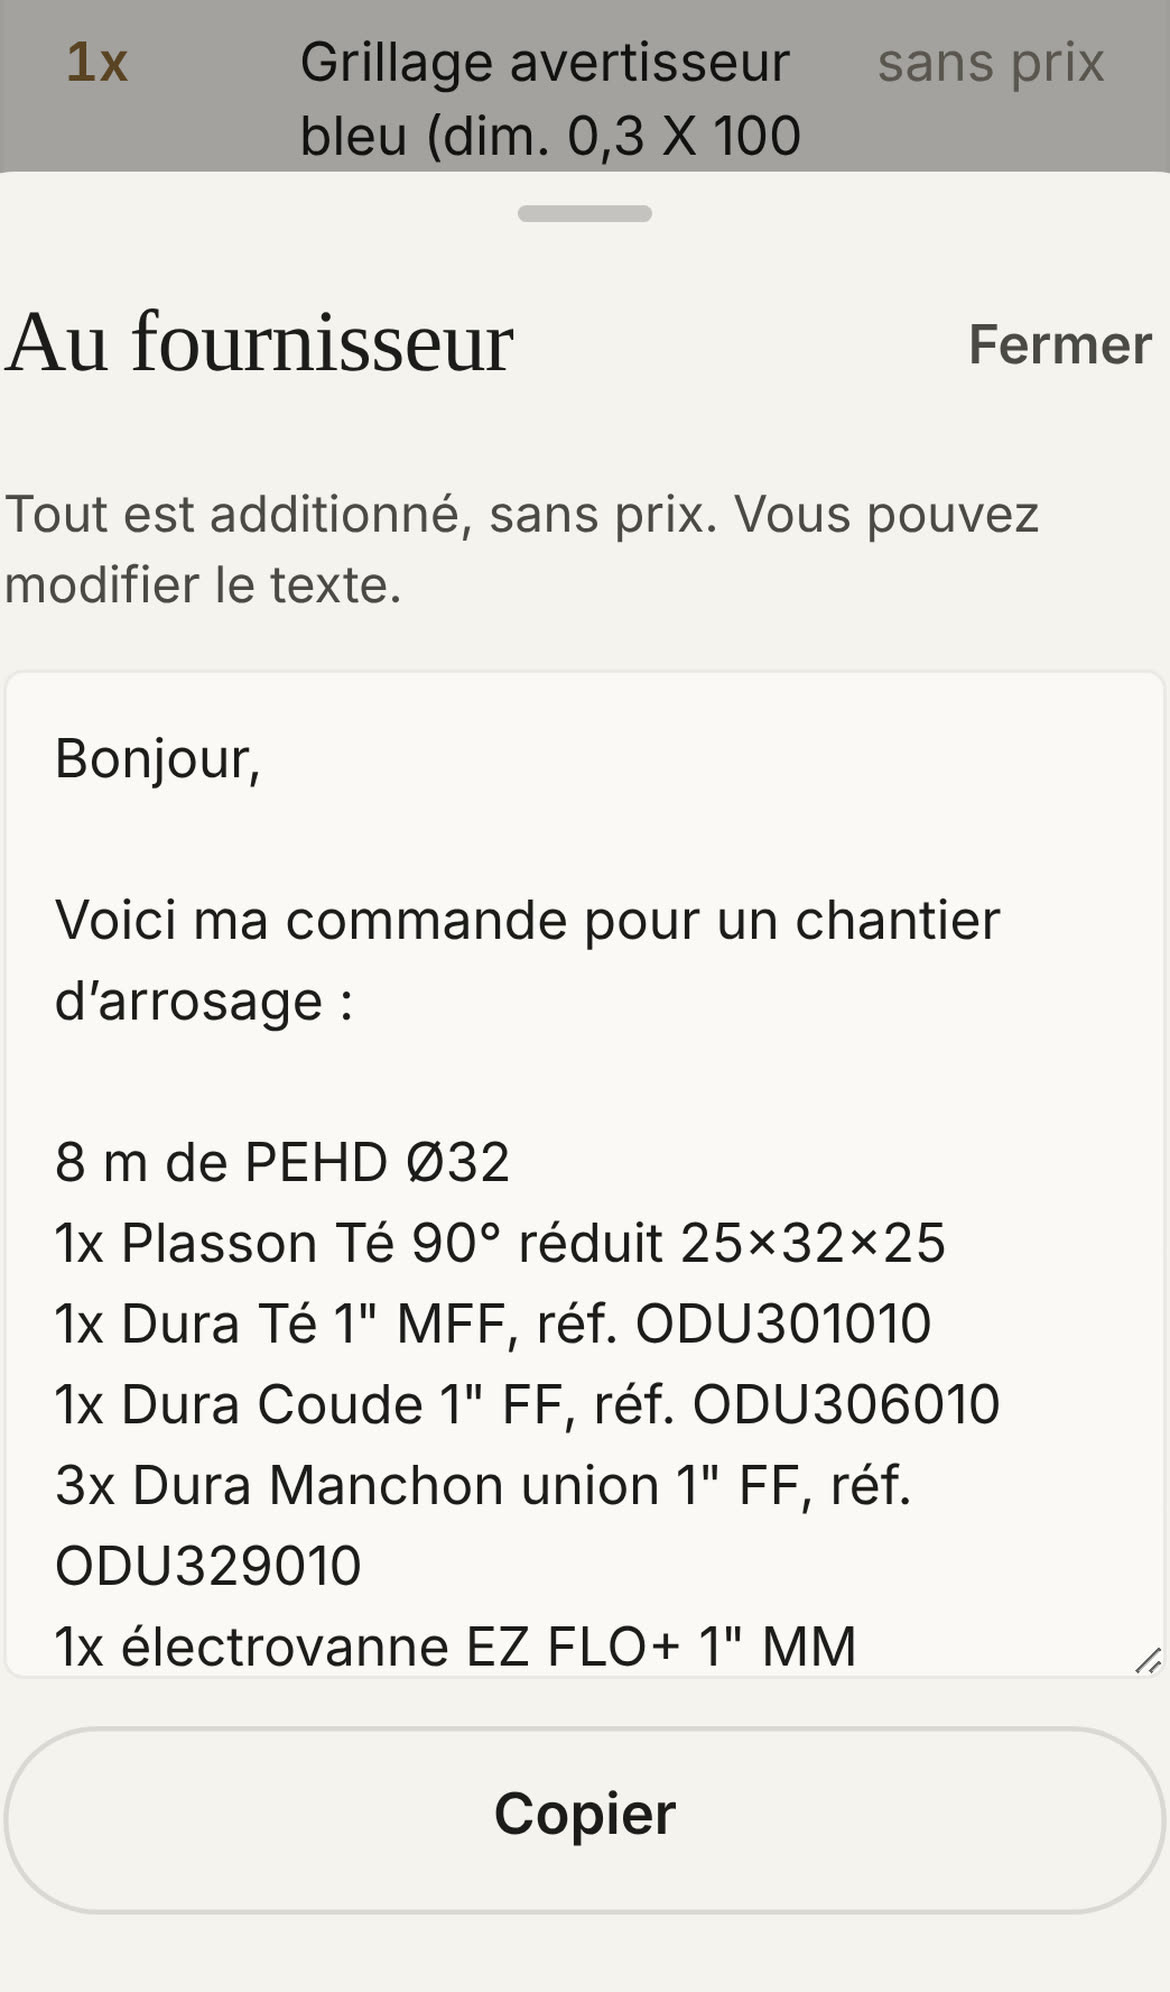 1x Grillage avertisseur sans prix
bleu (dim. 0,3 X 100
Au fournisseur Fermer
Tout est additionné, sans prix. Vous pouvez
modifier le texte.
Bonjour,
Voici ma commande pour un chantier
d’arrosage :
8 m de PEHD Ø32
1x Plasson Té 90° réduit 25×32×25
1x Dura Té 1" MFF, réf. ODU301010
1x Dura Coude 1" FF, réf. ODU306010
3x Dura Manchon union 1" FF, réf.
ODU329010
1x électrovanne EZ FLO+ 1" MM
Copier